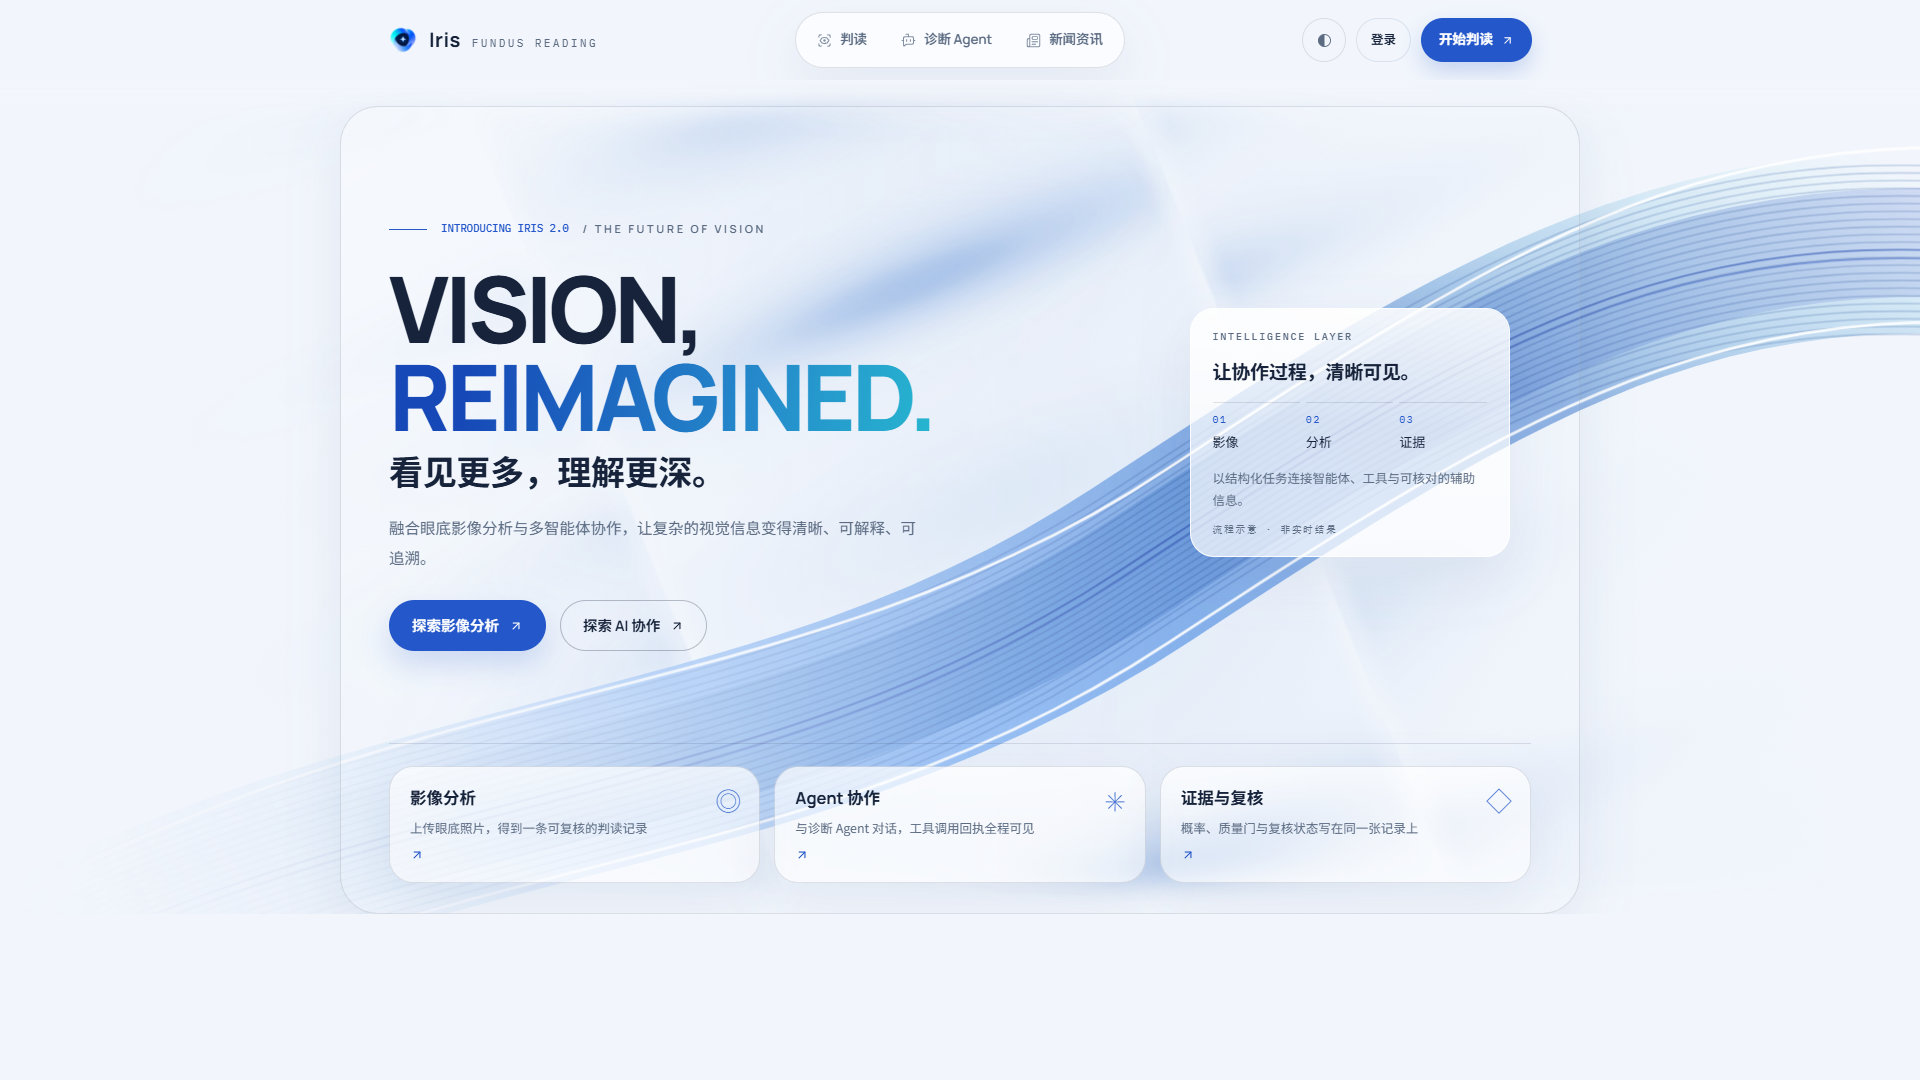 Iris FUNDUS READING
判读
诊断 Agent
新闻资讯
登录
开始判读
INTRODUCING IRIS 2.0 / THE FUTURE OF VISION
VISION,
REIMAGINED.
看见更多，理解更深。
融合眼底影像分析与多智能体协作，让复杂的视觉信息变得清晰、可解释、可
追溯。
探索影像分析
探索 AI 协作
INTELLIGENCE LAYER
让协作过程，清晰可见。
01 02 03
影像 分析 证据
以结构化任务连接智能体、工具与可核对的辅助
信息。
流程示意 · 非实时结果
影像分析
上传眼底照片，得到一条可复核的判读记录
Agent 协作
与诊断 Agent 对话，工具调用回执全程可见
证据与复核
概率、质量门与复核状态写在同一张记录上